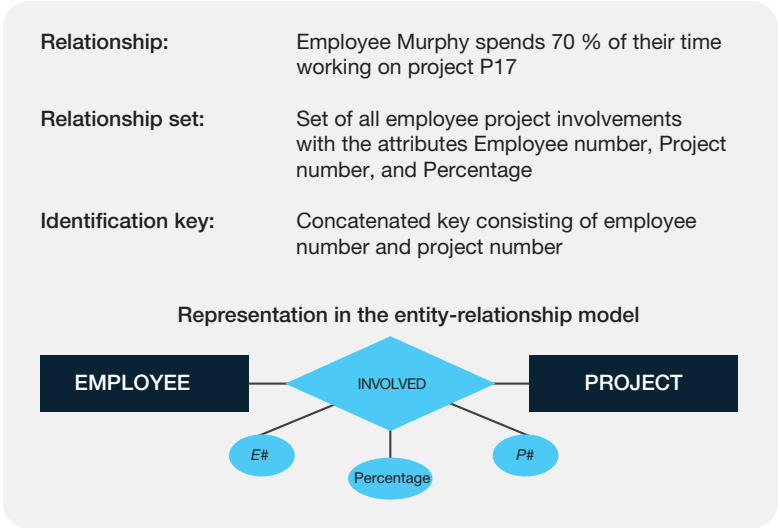 Relationship: Employee Murphy spends 70 % of their time
working on project P17
Relationship set: Set of all employee project involvements
with the attributes Employee number, Project
number, and Percentage
Identification key: Concatenated key consisting of employee
number and project number
Representation in the entity-relationship model
EMPLOYEE INVOLVED PROJECT
E# Percentage P#